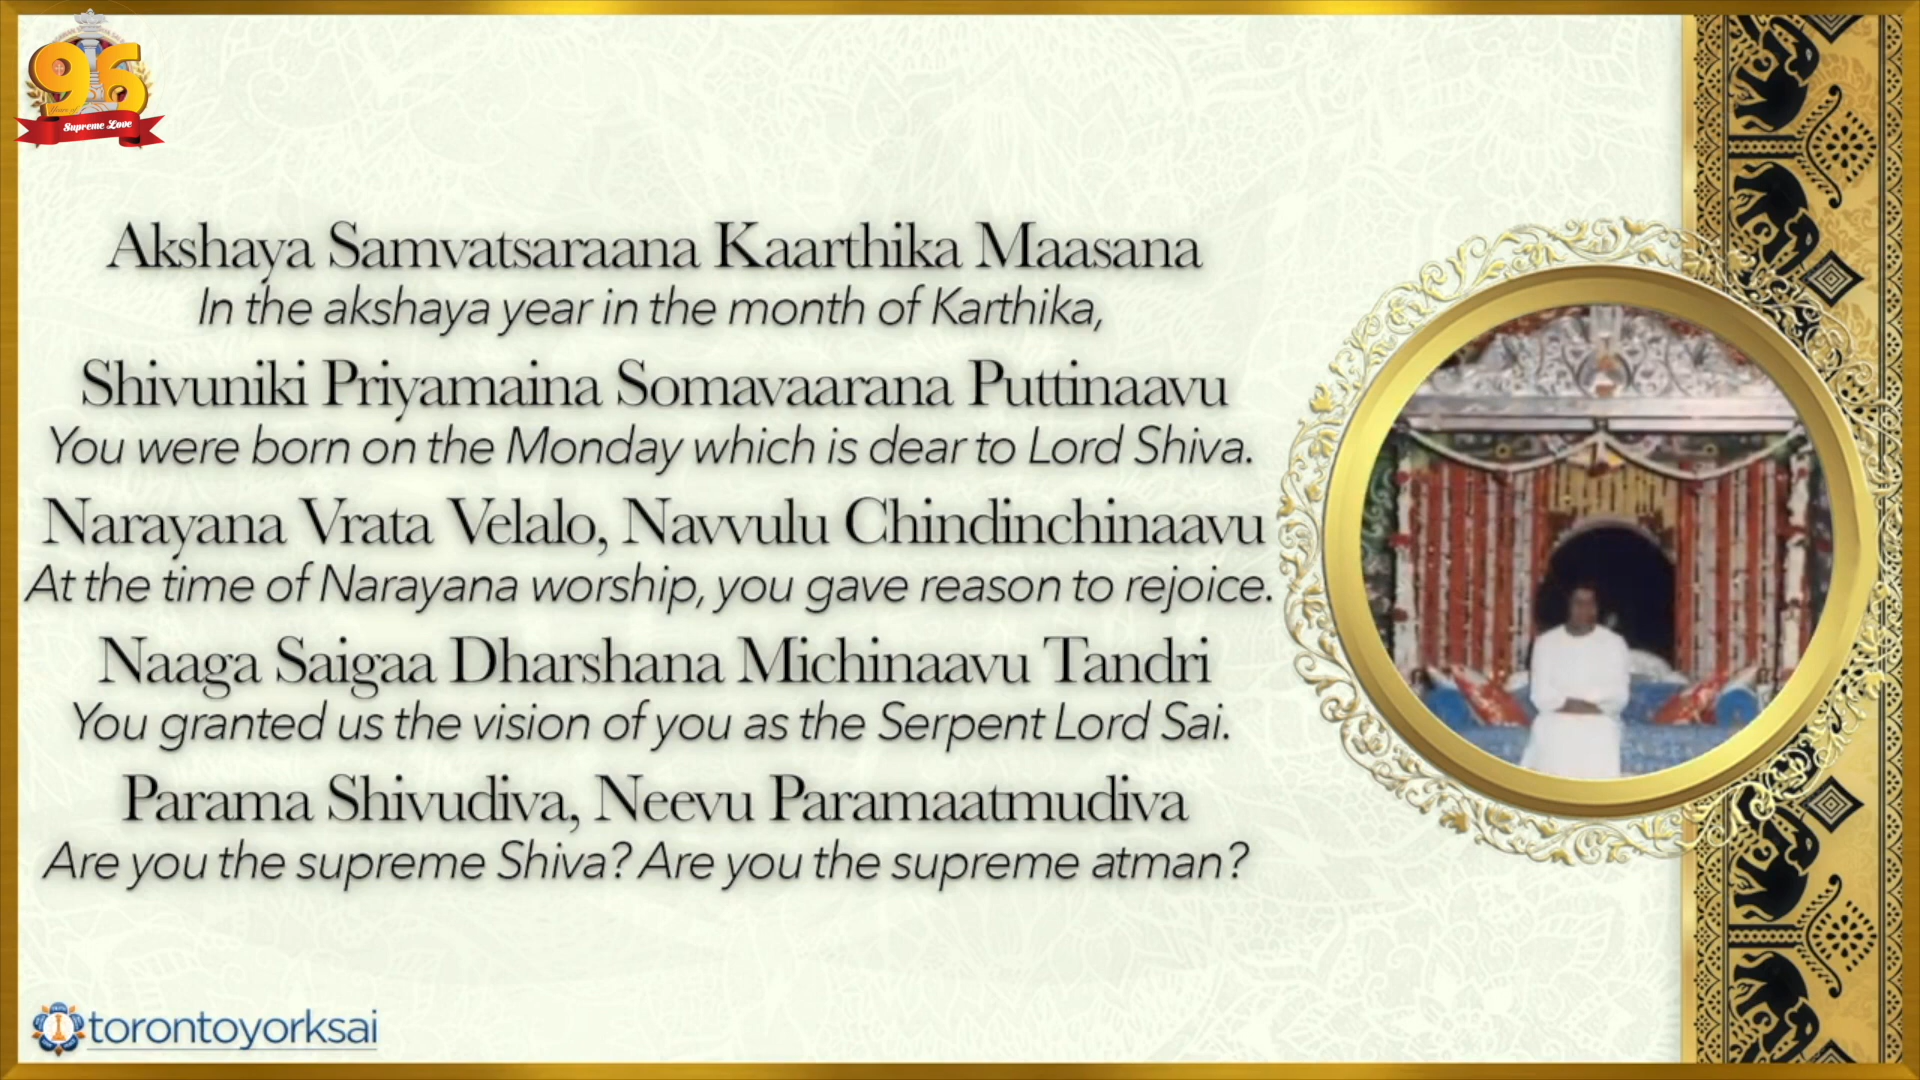 96
Years of
Supreme Love
Akshaya Samvatsaraana Kaarthika Maasana
In the akshaya year in the month of Karthika,
Shivuniki Priyamaina Somavaarana Puttinaavu
You were born on the Monday which is dear to Lord Shiva.
Narayana Vrata Velalo, Navvulu Chindinchinaavu
At the time of Narayana worship, you gave reason to rejoice.
Naaga Saigaa Dharshana Michinaavu Tandri
You granted us the vision of you as the Serpent Lord Sai.
Parama Shivudiva, Neevu Paramaatmudiva
Are you the supreme Shiva? Are you the supreme atman?
torontoyorksai